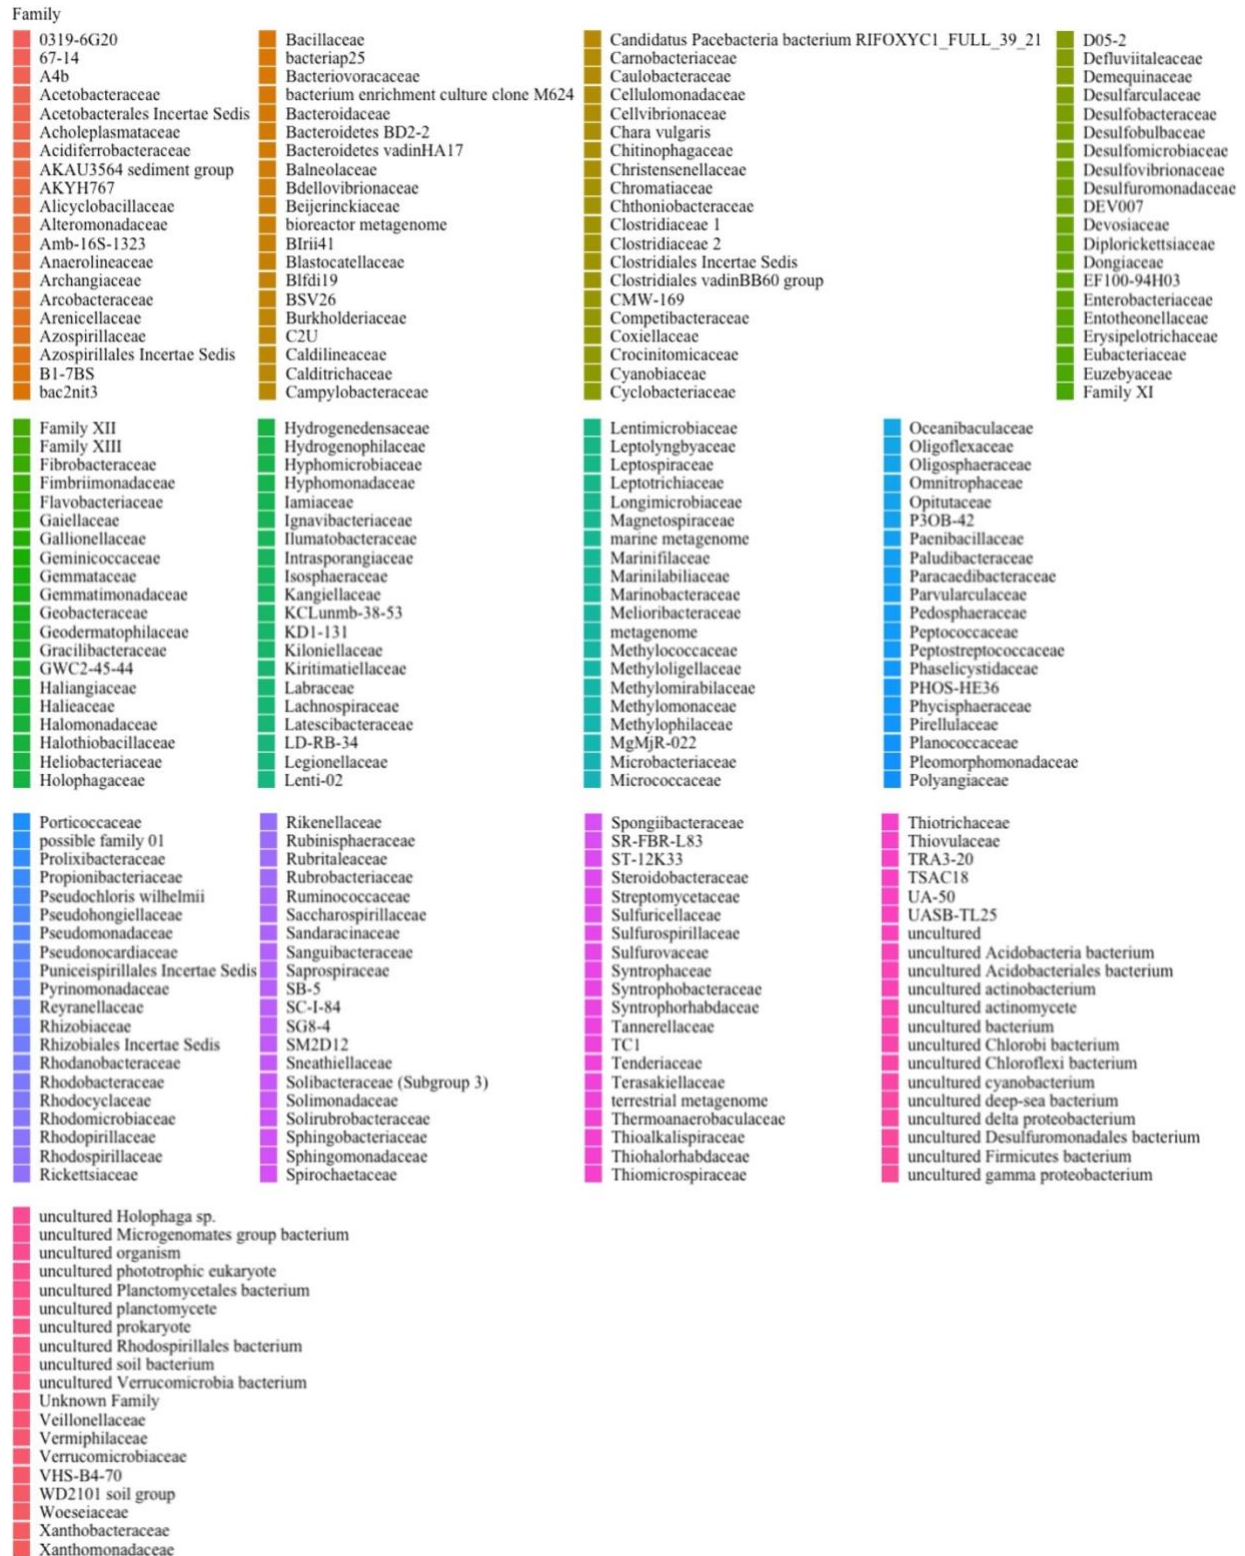 Family
0319-6G20
67-14
A4b
Acetobacteraceae
Acetobacterales Incertae Sedis
Acholeplasmataceae
Acidiferrobacteraceae
AKAU3564 sediment group
AKYH767
Alicyclobacillaceae
Alteromonadaceae
Amb-16S-1323
Anaerolineaceae
Archangiaceae
Arcobacteraceae
Arenicellaceae
Azospirillaceae
Azospirillales Incertae Sedis
B1-7BS
bac2nit3
Bacillaceae
bacteriap25
Bacteriovoracaceae
bacterium enrichment culture clone M624
Bacteroidaceae
Bacteroidetes BD2-2
Bacteroidetes vadinHA17
Balneolaceae
Bdellovibrionaceae
Beijerinckiaceae
bioreactor metagenome
BIrii41
Blastocatellaceae
Blfdi19
BSV26
Burkholderiaceae
C2U
Caldilineaceae
Calditrichaceae
Campylobacteraceae
Candidatus Pacebacteria bacterium RIFOXYC1_FULL_39_21
Carnobacteriaceae
Caulobacteraceae
Cellulomonadaceae
Cellvibrionaceae
Chara vulgaris
Chitinophagaceae
Christensenellaceae
Chromatiaceae
Chthoniobacteraceae
Clostridiaceae 1
Clostridiaceae 2
Clostridiales Incertae Sedis
Clostridiales vadinBB60 group
CMW-169
Competibacteraceae
Coxiellaceae
Crocinitomicaceae
Cyanobiaceae
Cyclobacteriaceae
D05-2
Defluviitaleaceae
Demequinaceae
Desulfarculaceae
Desulfobacteraceae
Desulfobulbaceae
Desulfomicrobiaceae
Desulfovibrionaceae
Desulfuromonadaceae
DEV007
Devosiaceae
Diplorickettsiaceae
Dongiaceae
EF100-94H03
Enterobacteriaceae
Entotheonellaceae
Erysipelotrichaceae
Eubacteriaceae
Euzebyaceae
Family XI
Family XII
Family XIII
Fibrobacteraceae
Fimbriimonadaceae
Flavobacteriaceae
Gaiellaceae
Gallionellaceae
Geminicoccaceae
Gemmataceae
Gemmatimonadaceae
Geobacteraceae
Geodermatophilaceae
Gracilibacteraceae
GWC2-45-44
Haliangiaceae
Halieaceae
Halomonadaceae
Halothiobacillaceae
Heliobacteriaceae
Holophagaceae
Hydrogenedensaceae
Hydrogenophilaceae
Hyphomicrobiaceae
Hyphomonadaceae
Iamiaceae
Ignavibacteriaceae
Ilumatobacteraceae
Intrasporangiaceae
Isosphaeraceae
Kangiellaceae
KCLunmb-38-53
KD1-131
Kiloniellaceae
Kiritimatiellaceae
Labraceae
Lachnospiraceae
Latescibacteraceae
LD-RB-34
Legionellaceae
Lenti-02
Lentimicrobiaceae
Leptolyngbyaceae
Leptospiraceae
Leptotrichiaceae
Longimicrobiaceae
Magnetospiraceae
marine metagenome
Marinifilaceae
Marinilabiliaceae
Marinobacteraceae
Melioribacteraceae
metagenome
Methylococcaceae
Methyloligellaceae
Methylomirabilaceae
Methylomonaceae
Methylophilaceae
MgMjR-022
Microbacteriaceae
Micrococcaceae
Oceanibaculaceae
Oligoflexaceae
Oligosphaeraceae
Omnitrophaceae
Opitutaceae
P3OB-42
Paenibacillaceae
Paludibacteraceae
Paracaedibacteraceae
Parvularculaceae
Pedosphaeraceae
Peptococcaceae
Peptostreptococcaceae
Phaselicystidaceae
PHOS-HE36
Phycisphaeraceae
Pirellulaceae
Planococcaceae
Pleomorphomonadaceae
Polyangiaceae
Porticoccaceae
possible family 01
Prolixibacteraceae
Propionibacteriaceae
Pseudochloris wilhelmii
Pseudohongiellaceae
Pseudomonadaceae
Pseudonocardiaceae
Puniceispirillales Incertae Sedis
Pyrinomonadaceae
Reyranellaceae
Rhizobiaceae
Rhizobiales Incertae Sedis
Rhodanobacteraceae
Rhodobacteraceae
Rhodocyclaceae
Rhodomicrobiaceae
Rhodopirillaceae
Rhodospirillaceae
Rickettsiaceae
Rikenellaceae
Rubinisphaeraceae
Rubritaleaceae
Rubrobacteriaceae
Ruminococcaceae
Saccharospirillaceae
Sandaracinaceae
Sanguibacteraceae
Saprospiraceae
SB-5
SC-I-84
SG8-4
SM2D12
Sneathiellaceae
Solibacteraceae (Subgroup 3)
Solimonadaceae
Solirubrobacteraceae
Sphingobacteriaceae
Sphingomonadaceae
Spirochaetaceae
Spongiibacteraceae
SR-FBR-L83
ST-12K33
Steroidobacteraceae
Streptomycetaceae
Sulfuricellaceae
Sulfurospirillaceae
Sulfurovaceae
Syntrophaceae
Syntrophobacteraceae
Syntrophorhabdaceae
Tannerellaceae
TC1
Tenderiaceae
Terasakiellaceae
terrestrial metagenome
Thermoanaerobaculaceae
Thioalkalispiraceae
Thiohalorhabdaceae
Thiomicrospiraceae
Thiotrichaceae
Thiovulaceae
TRA3-20
TSAC18
UA-50
UASB-TL25
uncultured
uncultured Acidobacteria bacterium
uncultured Acidobacteriales bacterium
uncultured actinobacterium
uncultured actinomycete
uncultured bacterium
uncultured Chlorobi bacterium
uncultured Chloroflexi bacterium
uncultured cyanobacterium
uncultured deep-sea bacterium
uncultured delta proteobacterium
uncultured Desulfuromonadales bacterium
uncultured Firmicutes bacterium
uncultured gamma proteobacterium
uncultured Holophaga sp.
uncultured Microgenomates group bacterium
uncultured organism
uncultured phototrophic eukaryote
uncultured Planctomycetales bacterium
uncultured planctomycete
uncultured prokaryote
uncultured Rhodospirillales bacterium
uncultured soil bacterium
uncultured Verrucomicrobia bacterium
Unknown Family
Veillonellaceae
Vermiphilaceae
Verrucomicrobiaceae
VHS-B4-70
WD2101 soil group
Woeseiaceae
Xanthobacteraceae
Xanthomonadaceae